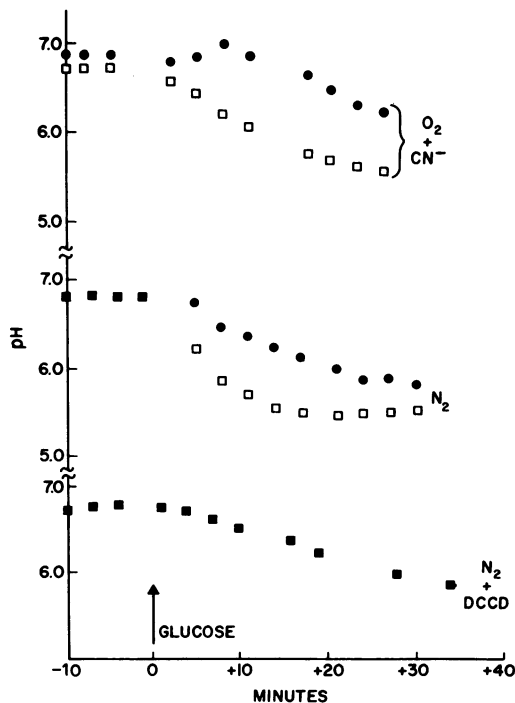 7.0
6.0
O₂
+
CN⁻
5.0
7.0
pH
6.0
N₂
5.0
7.0
6.0
N₂
+
DCCD
GLUCOSE
-10 0 +10 +20 +30 +40
MINUTES